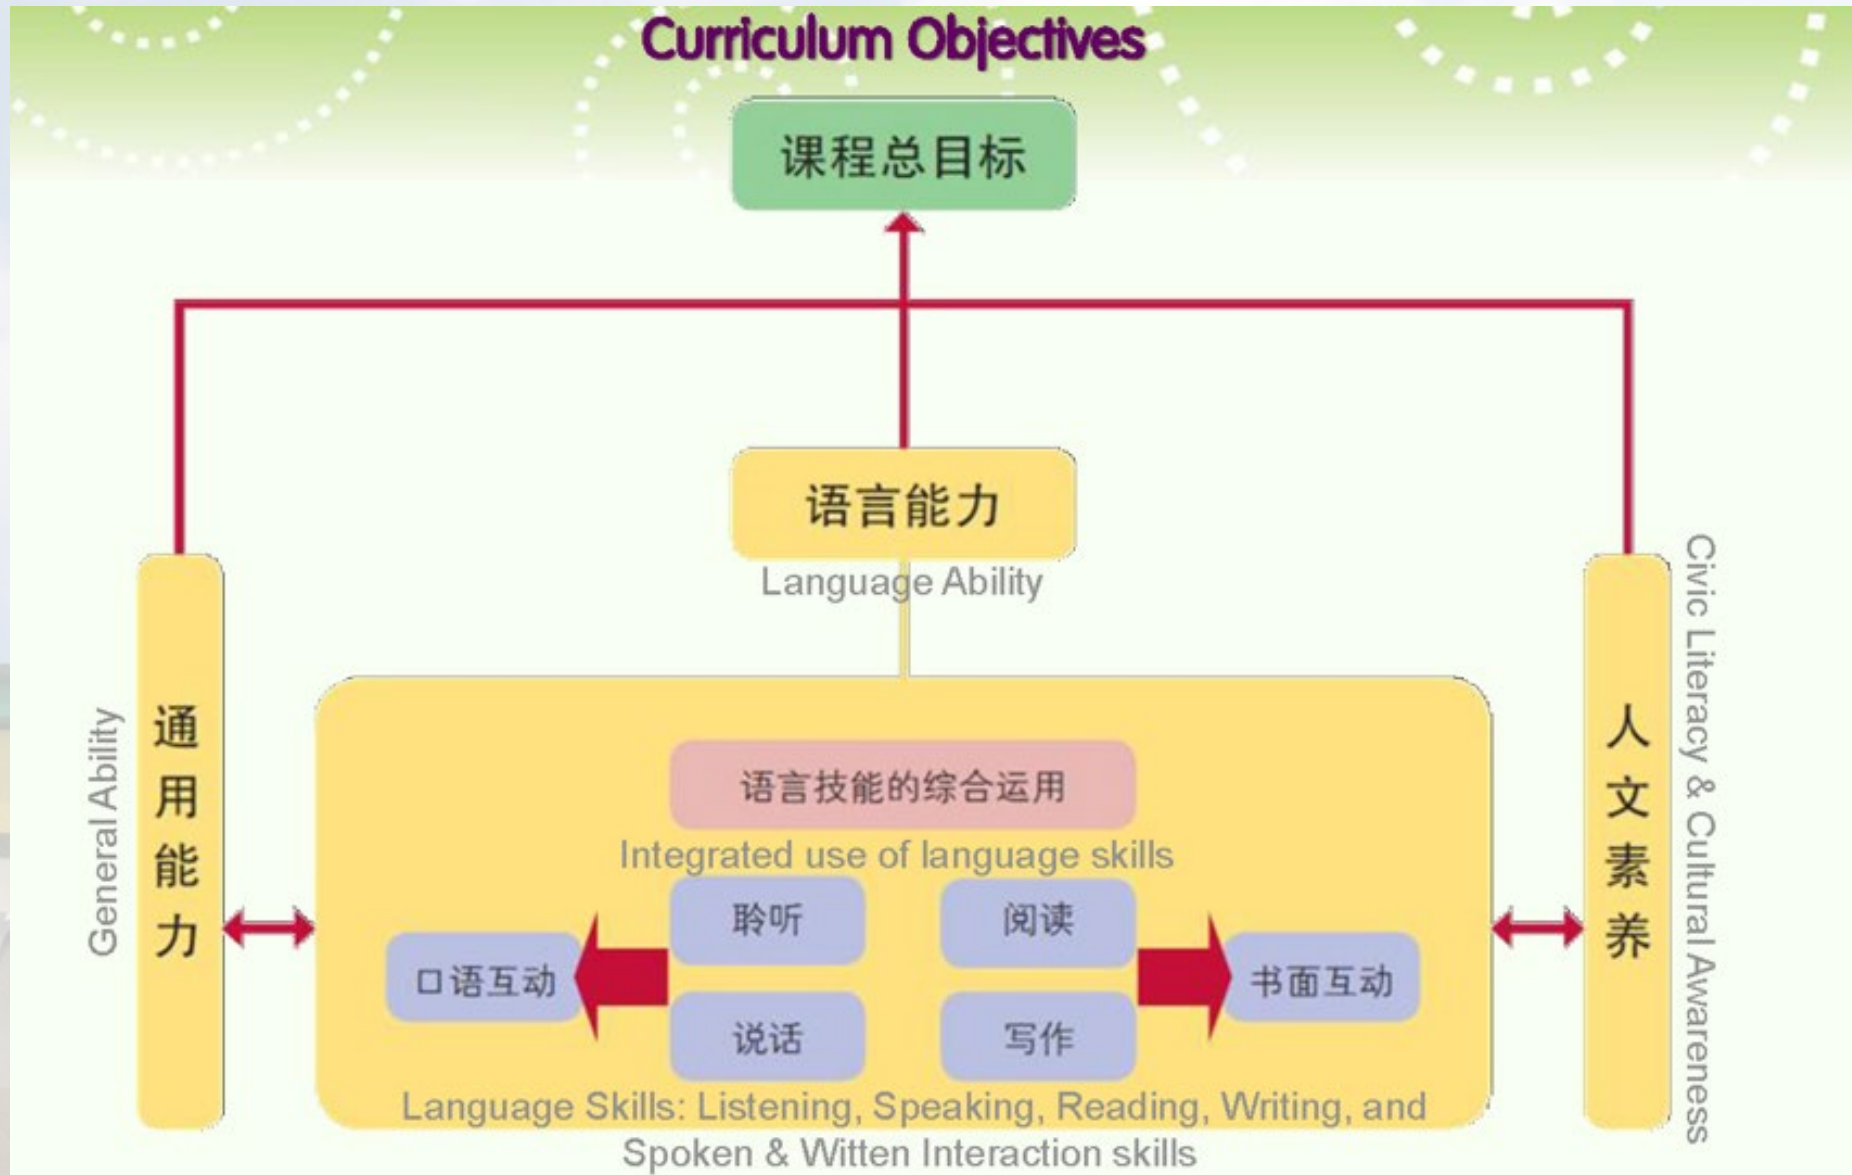 Curriculum Objectives
课程总目标
语言能力
Language Ability
General Ability
通用能力
语言技能的综合运用
Integrated use of language skills
聆听
阅读
口语互动
书面互动
说话
写作
Language Skills: Listening, Speaking, Reading, Writing, and
Spoken & Witten Interaction skills
人文素养
Civic Literacy & Cultural Awareness